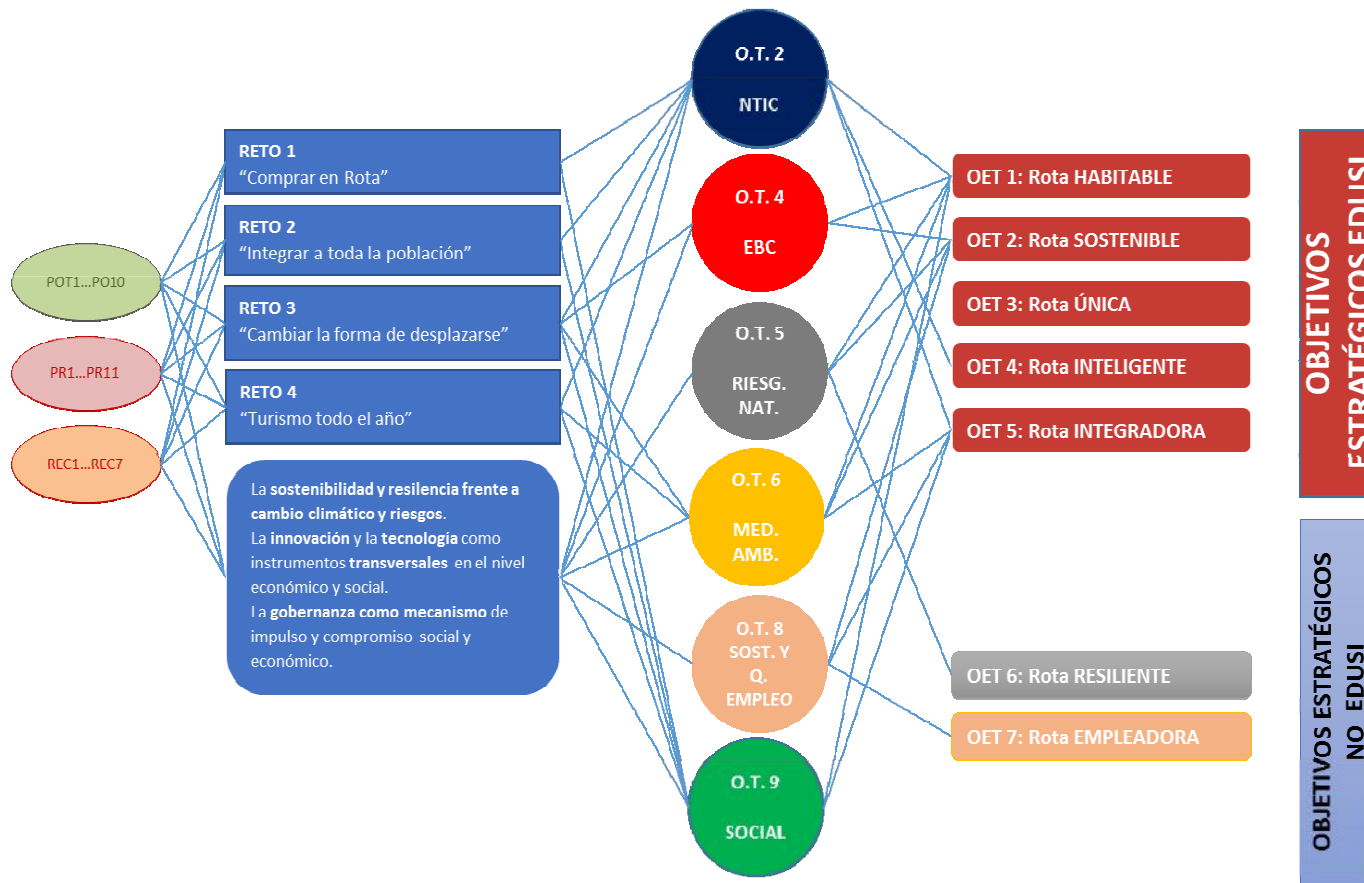 POT1...PO10
PR1...PR11
REC1...REC7
RETO 1
“Comprar en Rota”
RETO 2
“Integrar a toda la población”
RETO 3
“Cambiar la forma de desplazarse”
RETO 4
“Turismo todo el año”
La sostenibilidad y resilencia frente a
cambio climático y riesgos.
La innovación y la tecnología como
instrumentos transversales en el nivel
económico y social.
La gobernanza como mecanismo de
impulso y compromiso social y
económico.
O.T. 2
NTIC
O.T. 4
EBC
O.T. 5
RIESG.
NAT.
O.T. 6
MED.
AMB.
O.T. 8
SOST. Y
Q.
EMPLEO
O.T. 9
SOCIAL
OET 1: Rota HABITABLE
OET 2: Rota SOSTENIBLE
OET 3: Rota ÚNICA
OET 4: Rota INTELIGENTE
OET 5: Rota INTEGRADORA
OET 6: Rota RESILIENTE
OET 7: Rota EMPLEADORA
OBJETIVOS
ESTRATÉGICOS EDUSI
OBJETIVOS ESTRATÉGICOS
NO EDUSI